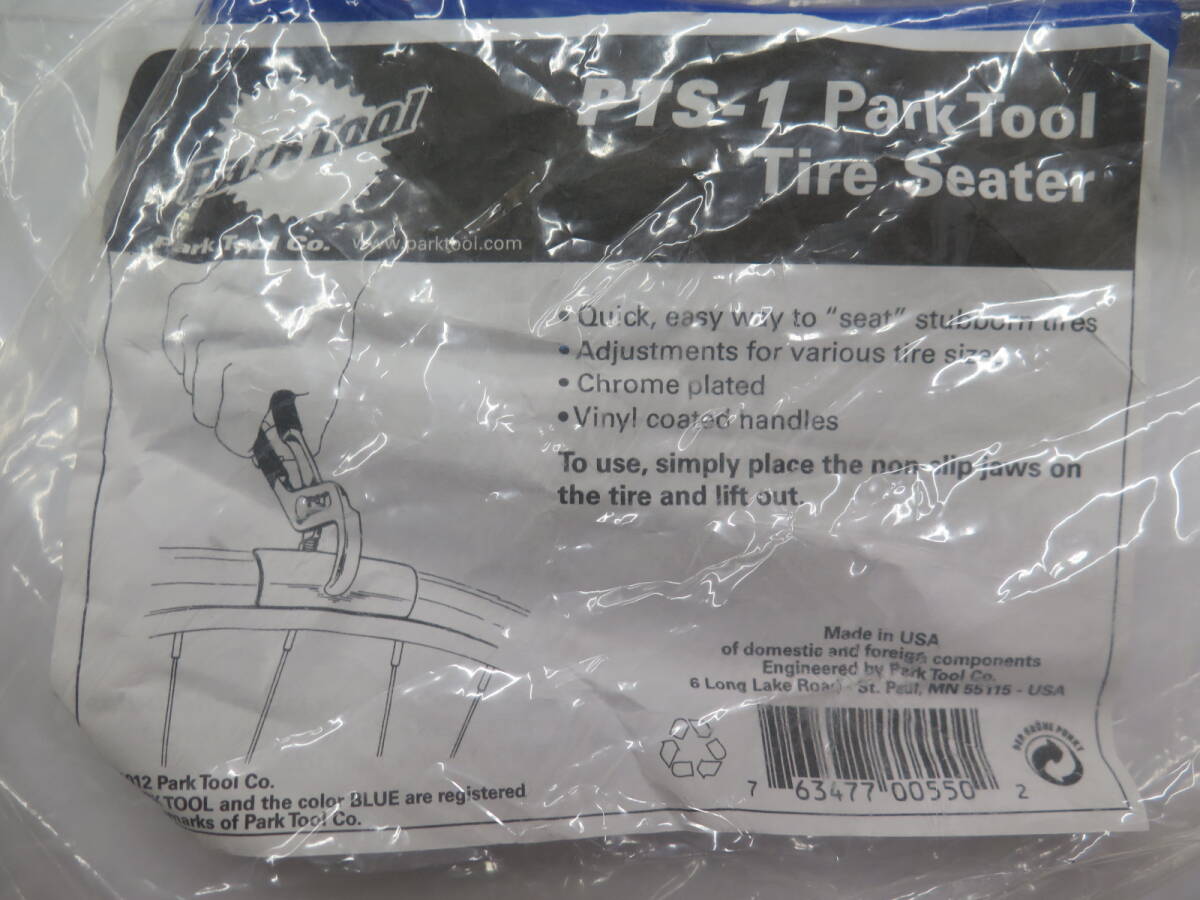 Park Tool
Park Tool Co. www.parktool.com
PTS-1 Park Tool
Tire Seater
• Quick, easy way to "seat" stubborn tires
• Adjustments for various tire sizes
• Chrome plated
• Vinyl coated handles
To use, simply place the non-slip jaws on
the tire and lift out.
Made in USA
of domestic and foreign components
Engineered by Park Tool Co.
6 Long Lake Road - St. Paul, MN 55115 - USA
7 63477 00550 2
DER GRÜNE PUNKT
012 Park Tool Co.
TOOL and the color BLUE are registered
marks of Park Tool Co.